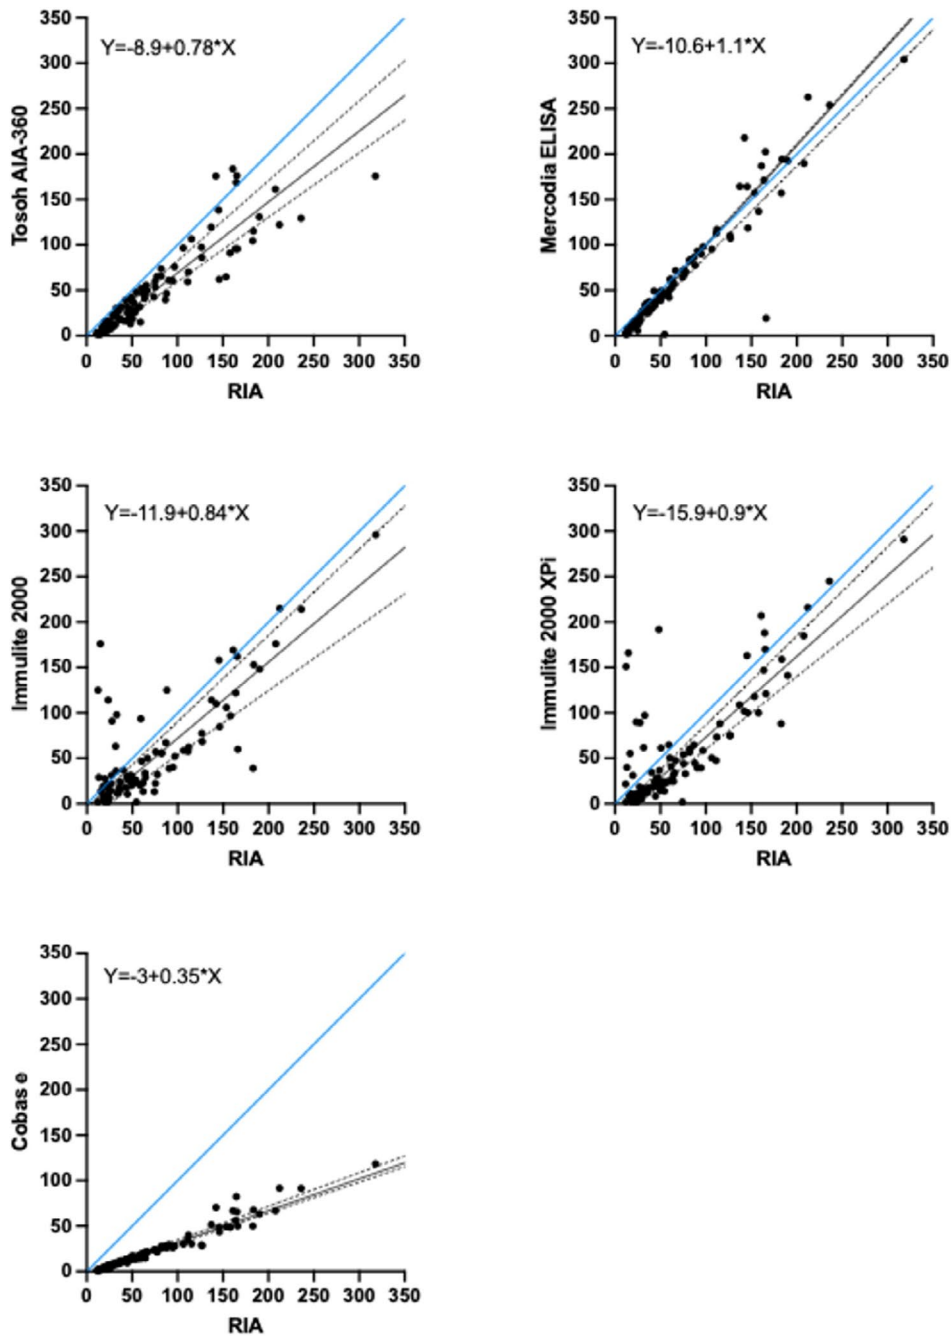 Y=-8.9+0.78*X
Tosoh AIA-360
350
300
250
200
150
100
50
0
0 50 100 150 200 250 300 350
RIA
Y=-10.6+1.1*X
Mercodia ELISA
350
300
250
200
150
100
50
0
0 50 100 150 200 250 300 350
RIA
Y=-11.9+0.84*X
Immulite 2000
350
300
250
200
150
100
50
0
0 50 100 150 200 250 300 350
RIA
Y=-15.9+0.9*X
Immulite 2000 XPi
350
300
250
200
150
100
50
0
0 50 100 150 200 250 300 350
RIA
Y=-3+0.35*X
Cobas e
350
300
250
200
150
100
50
0
0 50 100 150 200 250 300 350
RIA